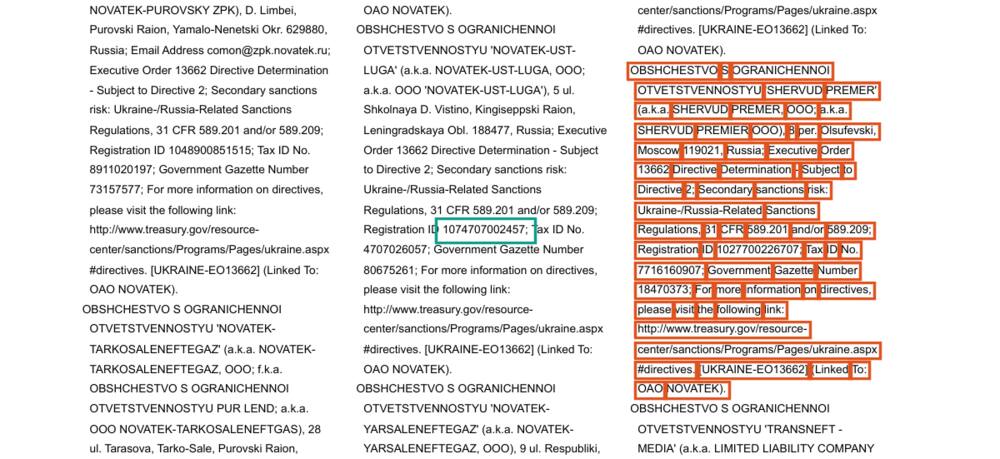 NOVATEK-PUROVSKY ZPK), D. Limbei,
Purovski Raion, Yamalo-Nenetski Okr. 629880,
Russia; Email Address comon@zpk.novatek.ru;
Executive Order 13662 Directive Determination
- Subject to Directive 2; Secondary sanctions
risk: Ukraine-/Russia-Related Sanctions
Regulations, 31 CFR 589.201 and/or 589.209;
Registration ID 1048900851515; Tax ID No.
8911020197; Government Gazette Number
73157577; For more information on directives,
please visit the following link:
http://www.treasury.gov/resource-
center/sanctions/Programs/Pages/ukraine.aspx
#directives. [UKRAINE-EO13662] (Linked To:
OAO NOVATEK).
OBSHCHESTVO S OGRANICHENNOI
OTVETSTVENNOSTYU 'NOVATEK-
TARKOSALENEFTEGAZ' (a.k.a. NOVATEK-
TARKOSALENEFTEGAZ, OOO; f.k.a.
OBSHCHESTVO S OGRANICHENNOI
OTVETSTVENNOSTYU PUR LEND; a.k.a.
OOO NOVATEK-TARKOSALENEFTGAS), 28
ul. Tarasova, Tarko-Sale, Purovski Raion,
OAO NOVATEK).
OBSHCHESTVO S OGRANICHENNOI
OTVETSTVENNOSTYU 'NOVATEK-UST-
LUGA' (a.k.a. NOVATEK-UST-LUGA, OOO;
a.k.a. OOO 'NOVATEK-UST-LUGA'), 5 ul.
Shkolnaya D. Vistino, Kingiseppski Raion,
Leningradskaya Obl. 188477, Russia; Executive
Order 13662 Directive Determination - Subject
to Directive 2; Secondary sanctions risk:
Ukraine-/Russia-Related Sanctions
Regulations, 31 CFR 589.201 and/or 589.209;
Registration ID 1074707002457; Tax ID No.
4707026057; Government Gazette Number
80675261; For more information on directives,
please visit the following link:
http://www.treasury.gov/resource-
center/sanctions/Programs/Pages/ukraine.aspx
#directives. [UKRAINE-EO13662] (Linked To:
OAO NOVATEK).
OBSHCHESTVO S OGRANICHENNOI
OTVETSTVENNOSTYU 'NOVATEK-
YARSALENEFTEGAZ' (a.k.a. NOVATEK-
YARSALENEFTEGAZ, OOO), 9 ul. Respubliki,
center/sanctions/Programs/Pages/ukraine.aspx
#directives. [UKRAINE-EO13662] (Linked To:
OAO NOVATEK).
OBSHCHESTVO S OGRANICHENNOI
OTVETSTVENNOSTYU 'SHERVUD PREMER'
(a.k.a. SHERVUD PREMER, OOO; a.k.a.
SHERVUD PREMIER OOO), 8 per. Olsufevski,
Moscow 119021, Russia; Executive Order
13662 Directive Determination - Subject to
Directive 2; Secondary sanctions risk:
Ukraine-/Russia-Related Sanctions
Regulations, 31 CFR 589.201 and/or 589.209;
Registration ID 1027700226707; Tax ID No.
7716160907; Government Gazette Number
18470373; For more information on directives,
please visit the following link:
http://www.treasury.gov/resource-
center/sanctions/Programs/Pages/ukraine.aspx
#directives. [UKRAINE-EO13662] (Linked To:
OAO NOVATEK).
OBSHCHESTVO S OGRANICHENNOI
OTVETSTVENNOSTYU 'TRANSNEFT -
MEDIA' (a.k.a. LIMITED LIABILITY COMPANY